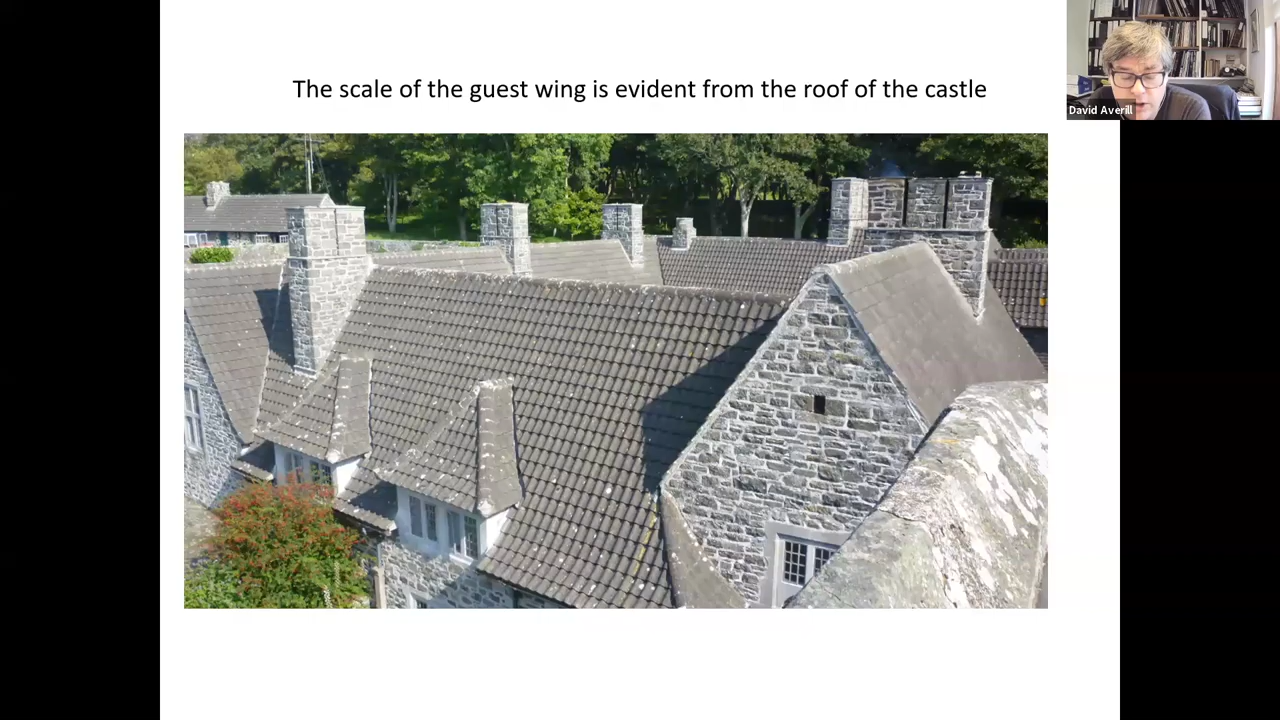 The scale of the guest wing is evident from the roof of the castle
David Averill